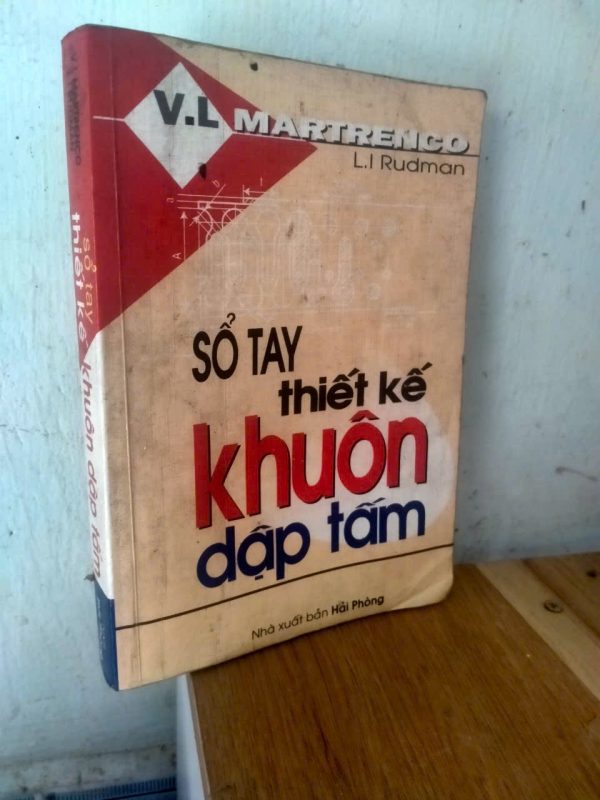 V.L MARTRENCO
L.I Rudman
SỔ TAY
thiết kế
khuôn
dập tấm
Nhà xuất bản Hải Phòng
sổ tay
thiết kế khuôn dập tấm